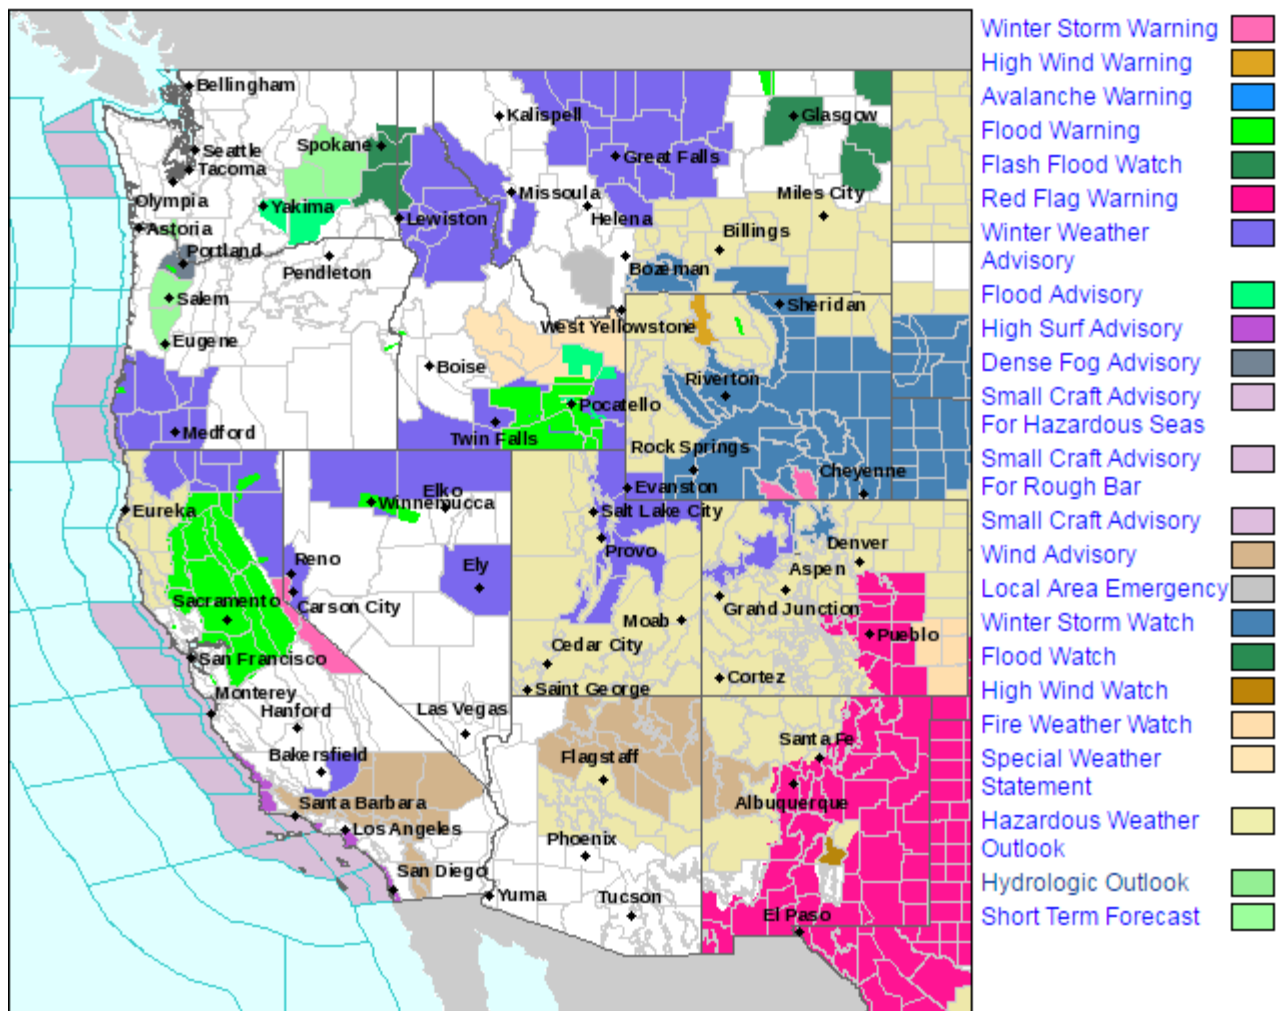 Bellingham
Seattle
Tacoma
Olympia
Astoria
Spokane
Yakima
Portland
Pendleton
Salem
Eugene
Medford
Lewiston
Kalispell
Missoula
Great Falls
Helena
Glasgow
Miles City
Billings
Bozeman
West Yellowstone
Sheridan
Boise
Pocatello
Twin Falls
Riverton
Rock Springs
Cheyenne
Evanston
Eureka
Elko
Winnemucca
Salt Lake City
Provo
Reno
Ely
Carson City
Sacramento
San Francisco
Monterey
Hanford
Bakersfield
Las Vegas
Moab
Cedar City
Saint George
Denver
Aspen
Grand Junction
Pueblo
Cortez
Santa Barbara
Los Angeles
San Diego
Flagstaff
Phoenix
Yuma
Tucson
Santa Fe
Albuquerque
El Paso
Winter Storm Warning
High Wind Warning
Avalanche Warning
Flood Warning
Flash Flood Watch
Red Flag Warning
Winter Weather
Advisory
Flood Advisory
High Surf Advisory
Dense Fog Advisory
Small Craft Advisory
For Hazardous Seas
Small Craft Advisory
For Rough Bar
Small Craft Advisory
Wind Advisory
Local Area Emergency
Winter Storm Watch
Flood Watch
High Wind Watch
Fire Weather Watch
Special Weather
Statement
Hazardous Weather
Outlook
Hydrologic Outlook
Short Term Forecast